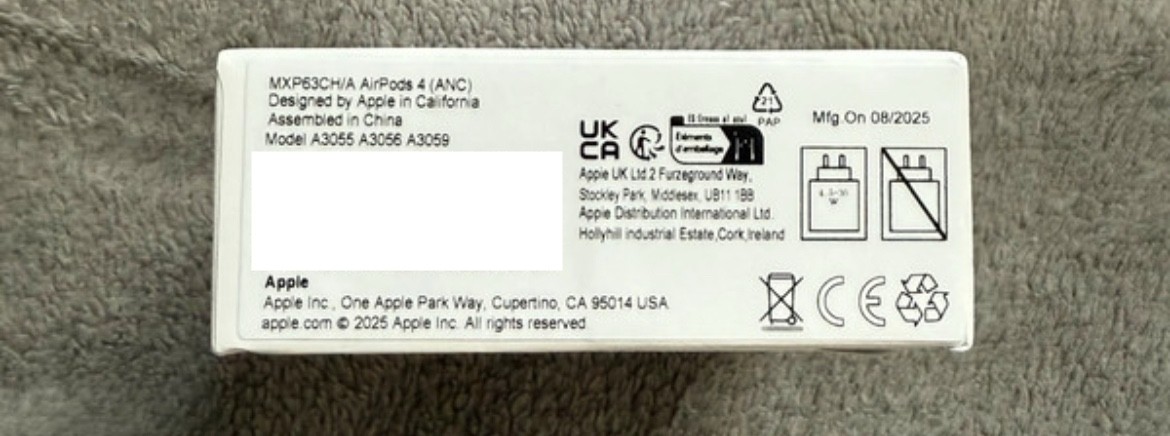 MXP63CH/A AirPods 4 (ANC)
Designed by Apple in California
Assembled in China
Model A3055 A3056 A3059
Apple
Apple Inc., One Apple Park Way, Cupertino, CA 95014 USA
apple.com © 2025 Apple Inc. All rights reserved
UK
CA
Éléments
d'emballage
21
PAP
Apple UK Ltd.2 Furzeground Way,
Stockley Park, Middlesex, UB11 1BB
Apple Distribution International Ltd.
Hollyhill industrial Estate,Cork,Ireland
Mfg.On 08/2025
W
CE